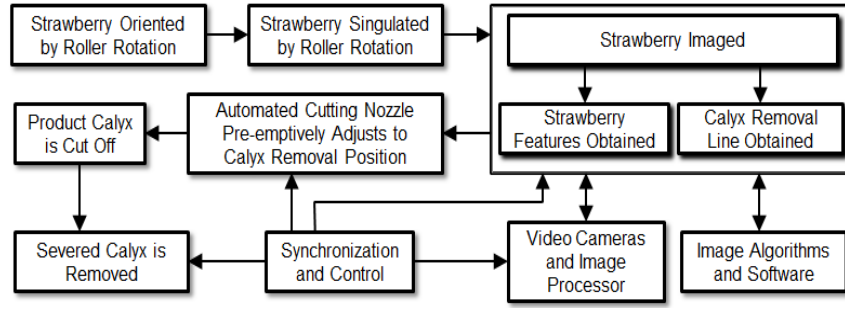 Strawberry Oriented
by Roller Rotation
Strawberry Singulated
by Roller Rotation
Strawberry Imaged
Strawberry
Features Obtained
Calyx Removal
Line Obtained
Automated Cutting Nozzle
Pre-emptively Adjusts to
Calyx Removal Position
Product Calyx
is Cut Off
Severed Calyx is
Removed
Synchronization
and Control
Video Cameras
and Image
Processor
Image Algorithms
and Software